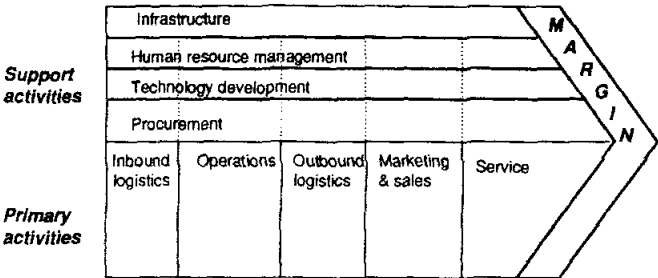 Infrastructure
Human resource management
Technology development
Procurement
Support
activities
Inbound
logistics
Operations
Outbound
logistics
Marketing
& sales
Service
Primary
activities
MARGIN